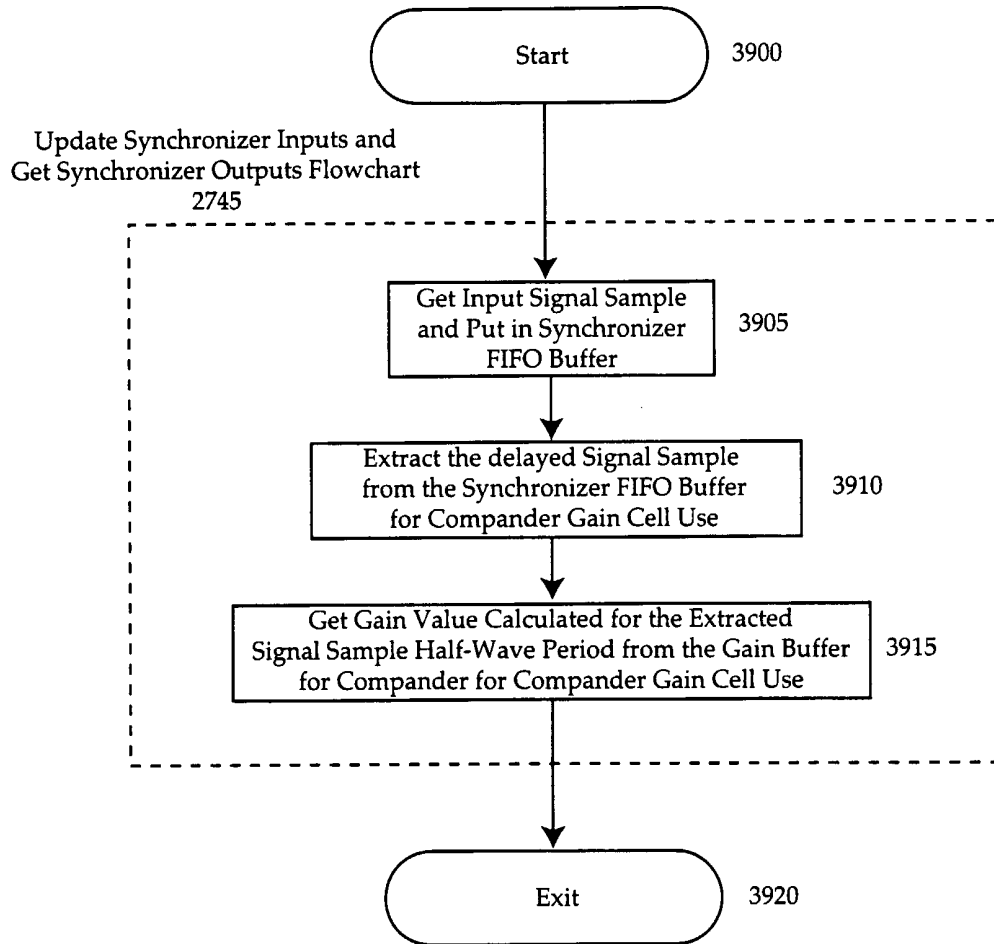 Start
3900
Update Synchronizer Inputs and
Get Synchronizer Outputs Flowchart
2745
Get Input Signal Sample
and Put in Synchronizer
FIFO Buffer
3905
Extract the delayed Signal Sample
from the Synchronizer FIFO Buffer
for Compander Gain Cell Use
3910
Get Gain Value Calculated for the Extracted
Signal Sample Half-Wave Period from the Gain Buffer
for Compander for Compander Gain Cell Use
3915
Exit
3920